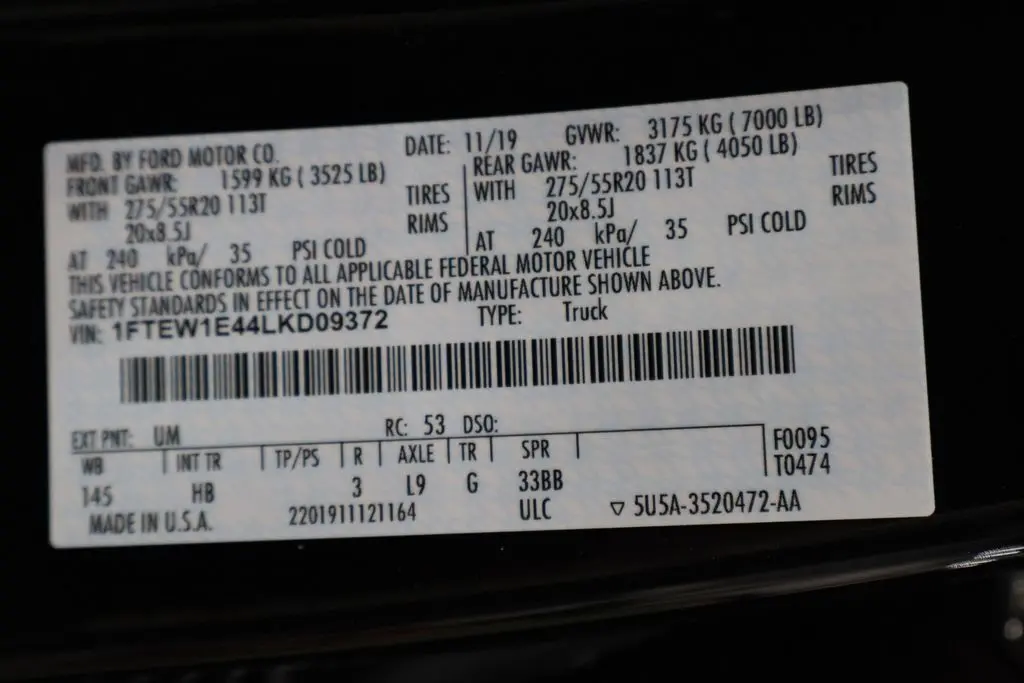 MFD. BY FORD MOTOR CO. DATE: 11/19 GVWR: 3175 KG ( 7000 LB)
FRONT GAWR: 1599 KG ( 3525 LB) REAR GAWR: 1837 KG ( 4050 LB)
WITH 275/55R20 113T TIRES WITH 275/55R20 113T TIRES
20x8.5J RIMS 20x8.5J RIMS
AT 240 kPa/ 35 PSI COLD AT 240 kPa/ 35 PSI COLD
THIS VEHICLE CONFORMS TO ALL APPLICABLE FEDERAL MOTOR VEHICLE
SAFETY STANDARDS IN EFFECT ON THE DATE OF MANUFACTURE SHOWN ABOVE.
VIN: 1FTEW1E44LKD09372 TYPE: Truck
EXT PNT: UM RC: 53 DSO:
WB INT TR TP/PS R AXLE TR SPR F0095
145 HB 3 L9 G 33BB T0474
MADE IN U.S.A. 2201911121164 ULC ▽ 5U5A-3520472-AA